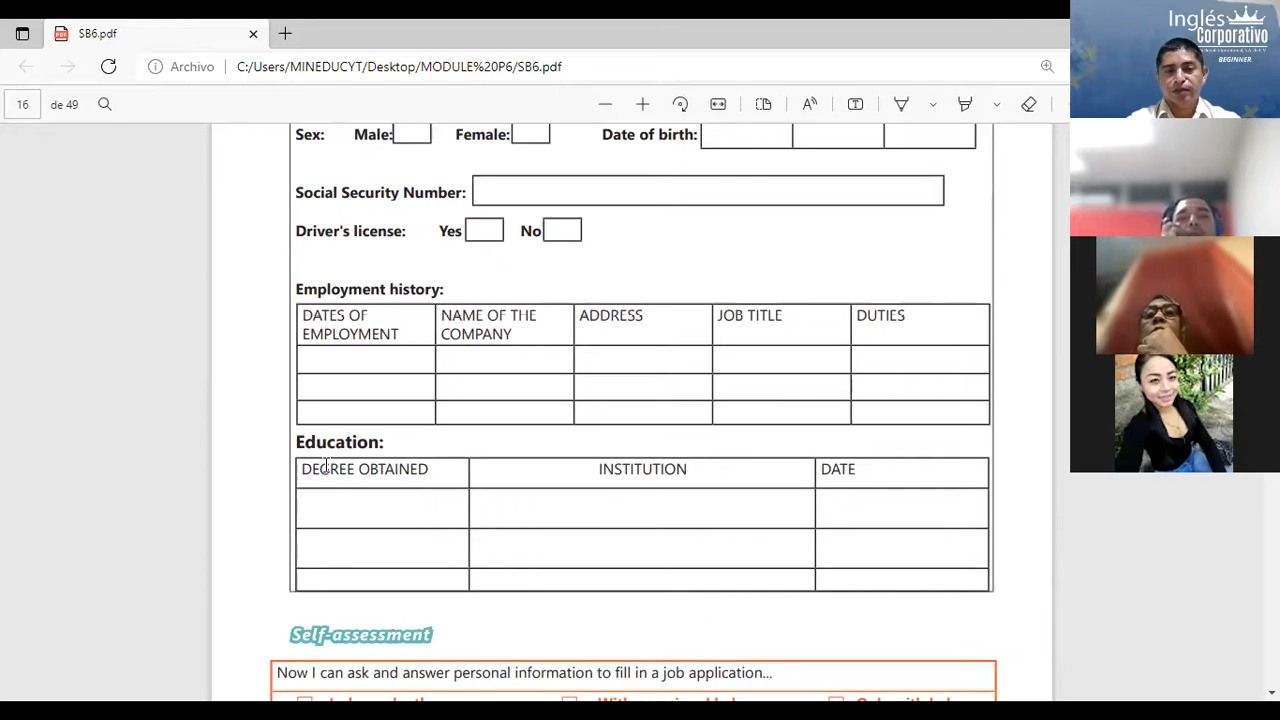 SB6.pdf
Archivo
C:/Users/MINEDUCYT/Desktop/MODULE%20P6/SB6.pdf
16
de 49
Inglés
Corporativo
BEGINNER
Sex: Male: Female: Date of birth:
Social Security Number:
Driver's license: Yes No
Employment history:
DATES OF EMPLOYMENT
NAME OF THE COMPANY
ADDRESS
JOB TITLE
DUTIES
Education:
DEGREE OBTAINED
INSTITUTION
DATE
Self-assessment
Now I can ask and answer personal information to fill in a job application...